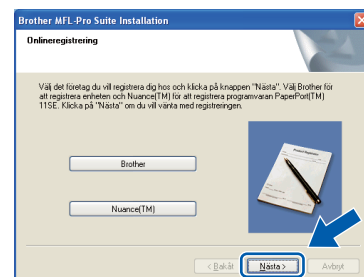 Brother MFL-Pro Suite Installation
Onlineregistrering
Välj det företag du vill registrera dig hos och klicka på knappen "Nästa". Välj Brother för
att registrera enheten och Nuance(TM) för att registrera programvaran PaperPort(TM)
11SE. Klicka på "Nästa" om du vill vänta med registreringen.
Brother
Nuance(TM)
< Bakåt
Nästa >
Avbryt